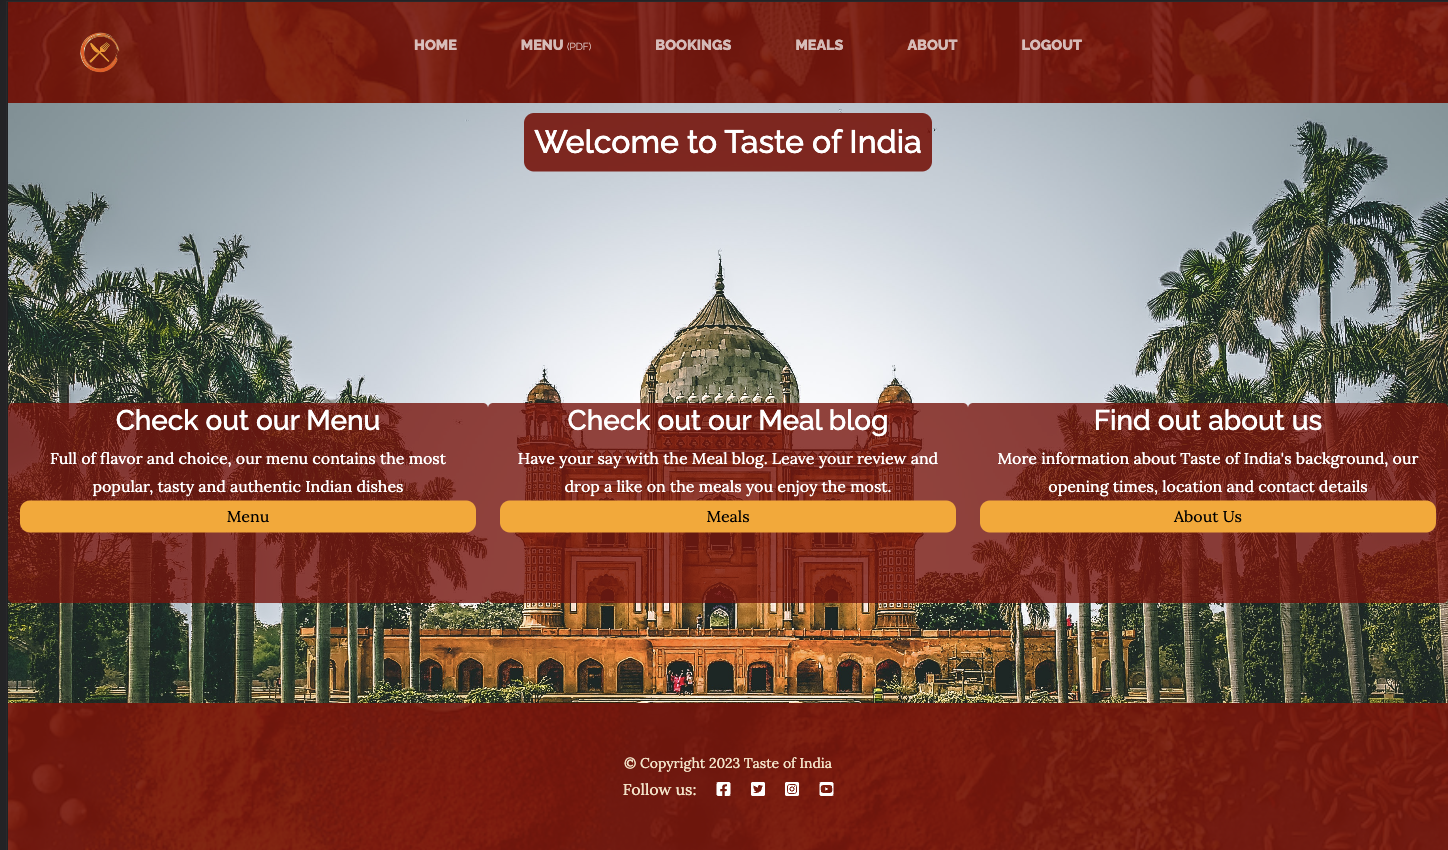 HOME MENU (PDF) BOOKINGS MEALS ABOUT LOGOUT
Welcome to Taste of India
Check out our Menu
Full of flavor and choice, our menu contains the most
popular, tasty and authentic Indian dishes
Menu
Check out our Meal blog
Have your say with the Meal blog. Leave your review and
drop a like on the meals you enjoy the most.
Meals
Find out about us
More information about Taste of India's background, our
opening times, location and contact details
About Us
© Copyright 2023 Taste of India
Follow us: